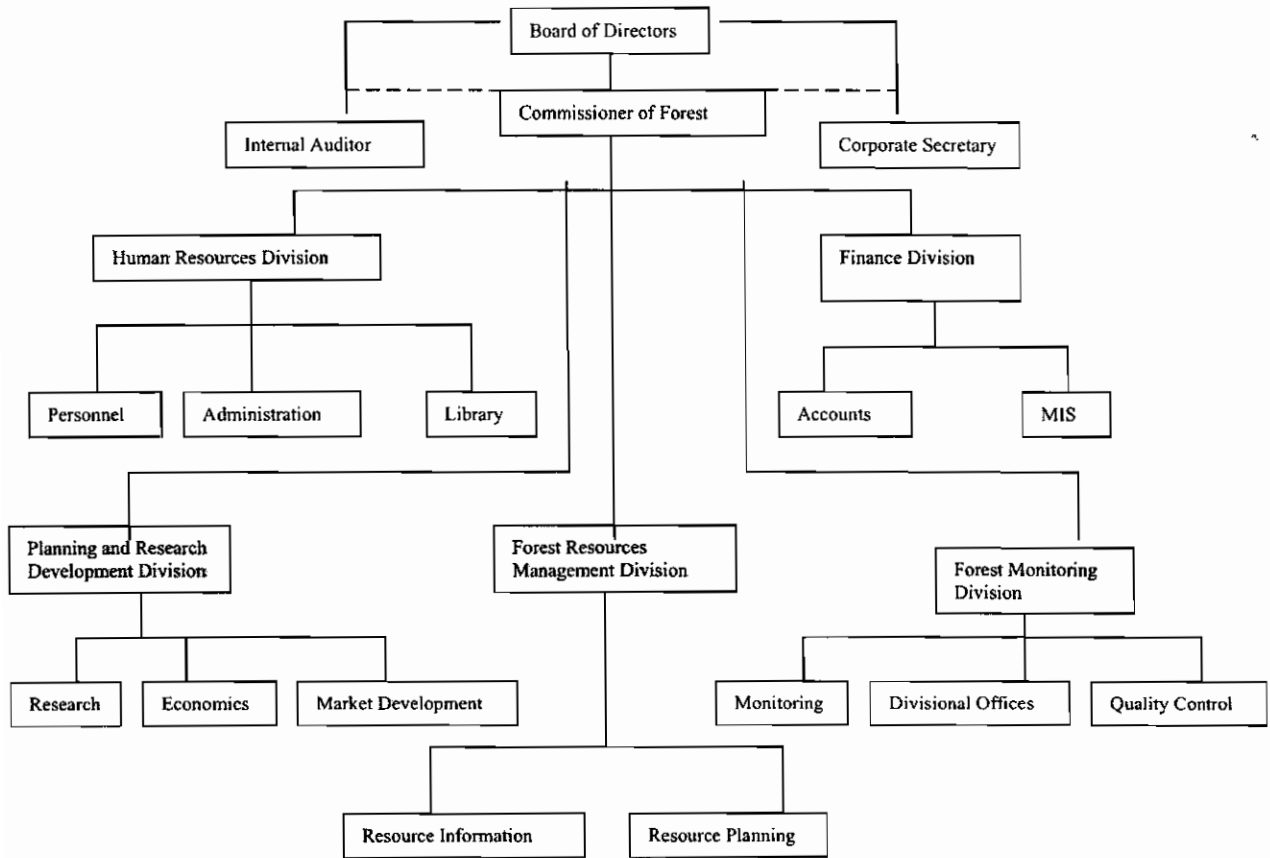 Board of Directors
Commissioner of Forest
Internal Auditor
Corporate Secretary
Human Resources Division
Finance Division
Personnel
Administration
Library
Accounts
MIS
Planning and Research
Development Division
Forest Resources
Management Division
Forest Monitoring
Division
Research
Economics
Market Development
Monitoring
Divisional Offices
Quality Control
Resource Information
Resource Planning